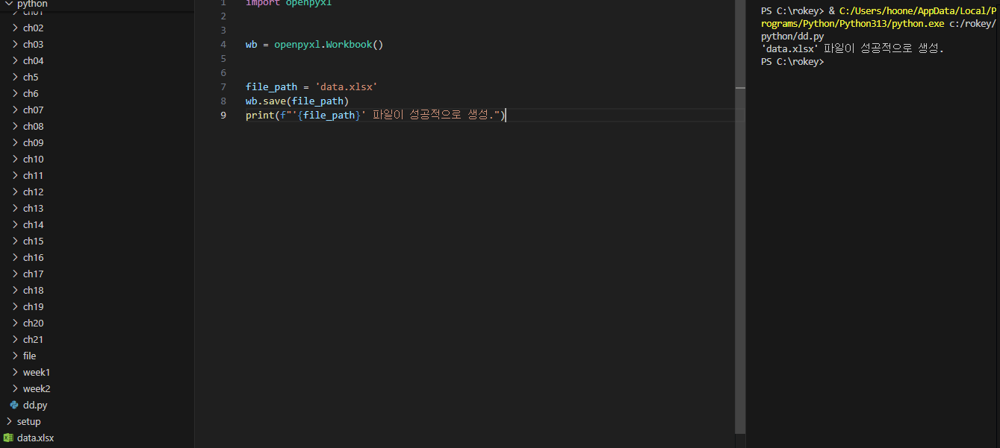 python
ch01
ch02
ch03
ch04
ch5
ch6
ch07
ch08
ch09
ch10
ch11
ch12
ch13
ch14
ch15
ch16
ch17
ch18
ch19
ch20
ch21
file
week1
week2
dd.py
setup
data.xlsx
1 import openpyxl
2
3
4 wb = openpyxl.Workbook()
5
6
7 file_path = 'data.xlsx'
8 wb.save(file_path)
9 print(f"'{file_path}' 파일이 성공적으로 생성.")
PS C:\rokey> & C:/Users/hoone/AppData/Local/P
rograms/Python/Python313/python.exe c:/rokey/
python/dd.py
'data.xlsx' 파일이 성공적으로 생성.
PS C:\rokey>